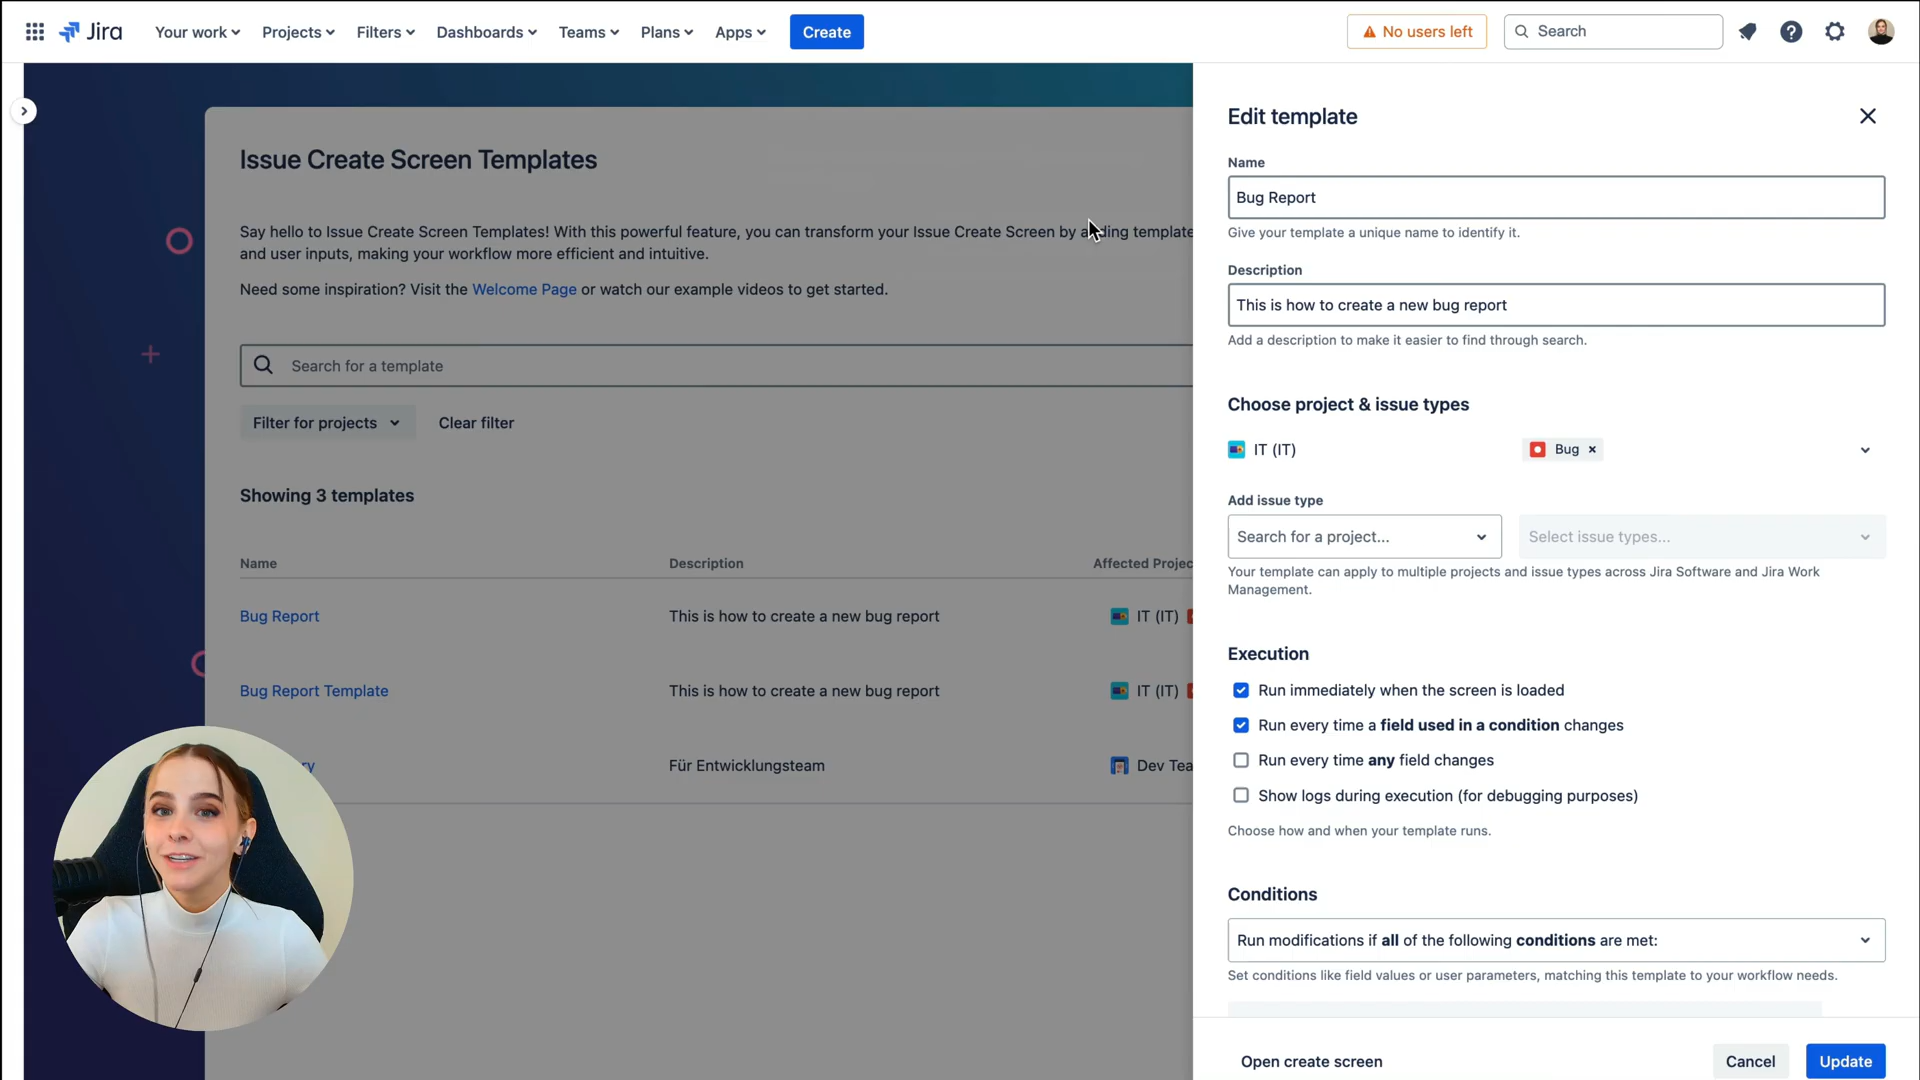 Jira
Your work
Projects
Filters
Dashboards
Teams
Plans
Apps
Create
No users left
Search
Issue Create Screen Templates
Say hello to Issue Create Screen Templates! With this powerful feature, you can transform your Issue Create Screen by adding template
and user inputs, making your workflow more efficient and intuitive.
Need some inspiration? Visit the Welcome Page or watch our example videos to get started.
Search for a template
Filter for projects
Clear filter
Showing 3 templates
Name Description Affected Projec
Bug Report This is how to create a new bug report IT (IT)
Bug Report Template This is how to create a new bug report IT (IT)
ry Für Entwicklungsteam Dev Tea
Edit template
Name
Bug Report
Give your template a unique name to identify it.
Description
This is how to create a new bug report
Add a description to make it easier to find through search.
Choose project & issue types
IT (IT) Bug
Add issue type
Search for a project... Select issue types...
Your template can apply to multiple projects and issue types across Jira Software and Jira Work
Management.
Execution
Run immediately when the screen is loaded
Run every time a field used in a condition changes
Run every time any field changes
Show logs during execution (for debugging purposes)
Choose how and when your template runs.
Conditions
Run modifications if all of the following conditions are met:
Set conditions like field values or user parameters, matching this template to your workflow needs.
Open create screen
Cancel
Update